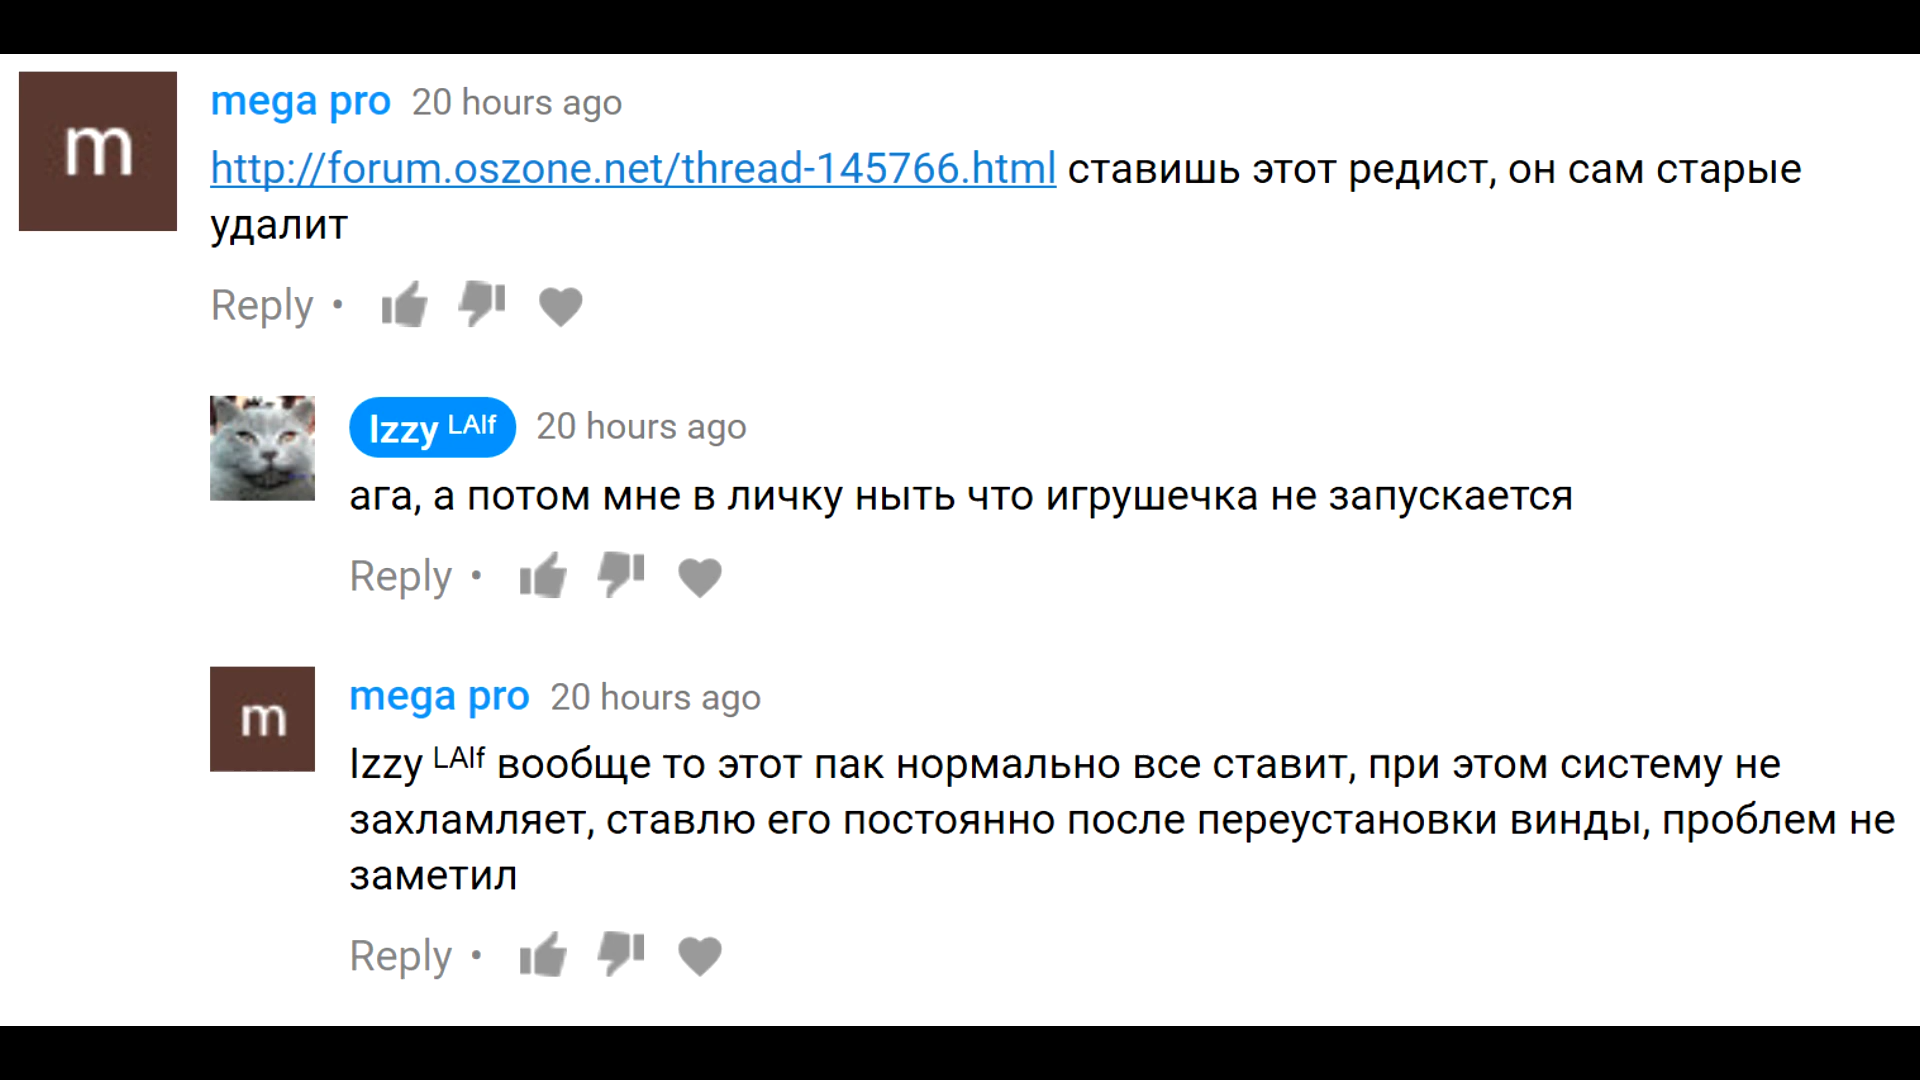 m
mega pro 20 hours ago
http://forum.oszone.net/thread-145766.html ставишь этот редист, он сам старые
удалит
Reply •
Izzy ᴸᴬᴵᶠ 20 hours ago
ага, а потом мне в личку ныть что игрушечка не запускается
Reply •
m
mega pro 20 hours ago
Izzy ᴸᴬᴵᶠ вообще то этот пак нормально все ставит, при этом систему не
захламляет, ставлю его постоянно после переустановки винды, проблем не
заметил
Reply •